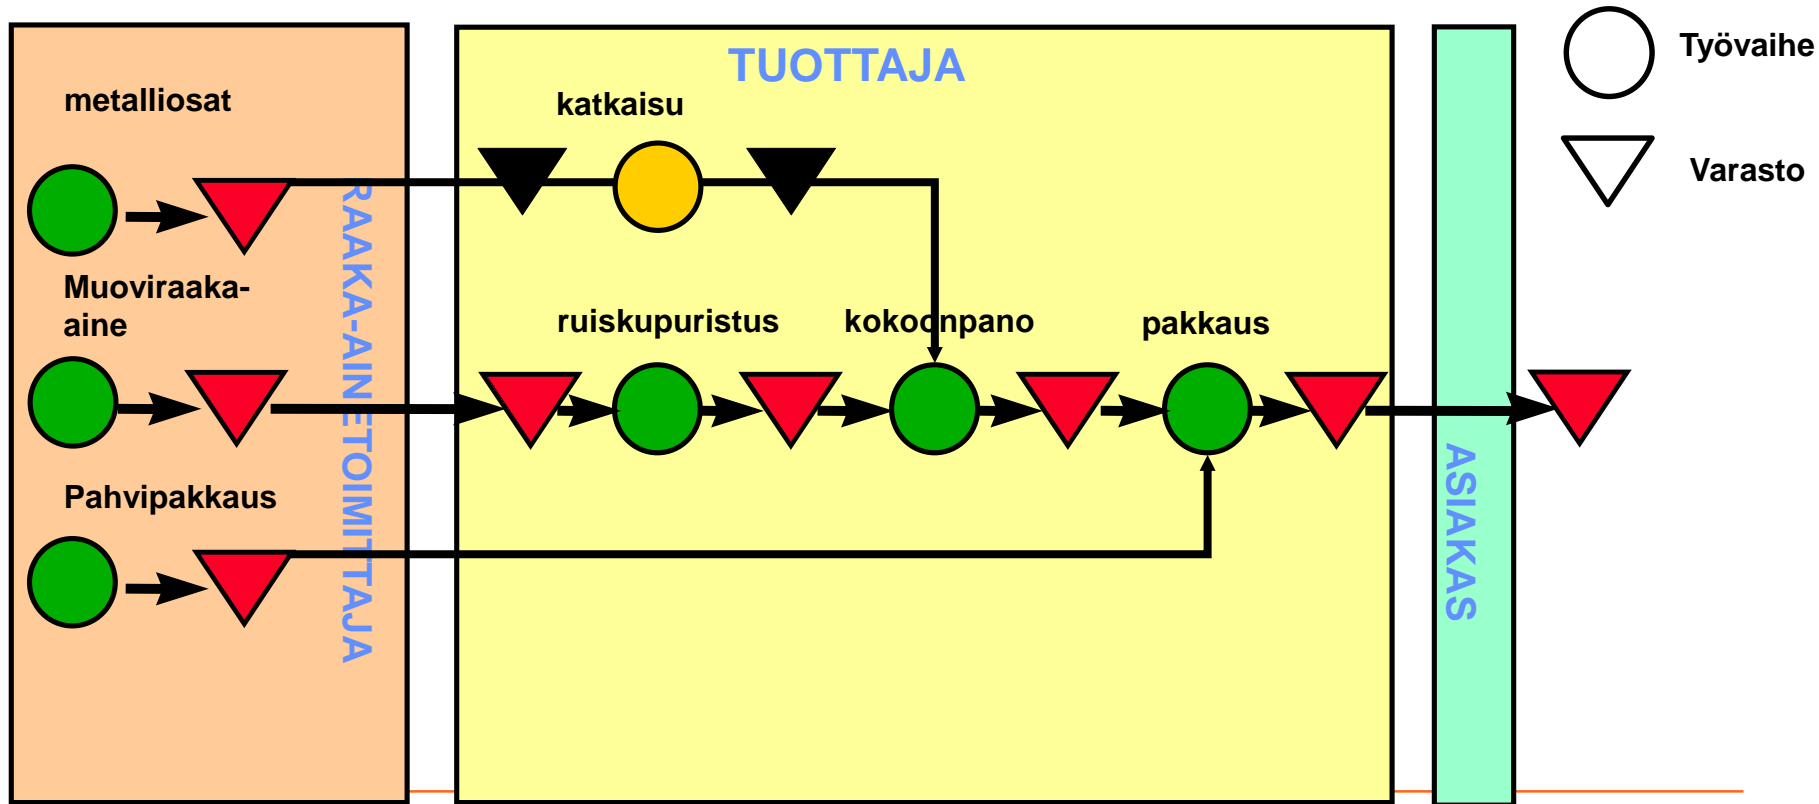 TUOTTAJA
Työvaihe
Varasto
metalliosat
katkaisu
RAAKA-AINETOIMITTAJA
Muoviraaka-
aine
ruiskupuristus
kokoonpano
pakkaus
Pahvipakkaus
ASIAKAS